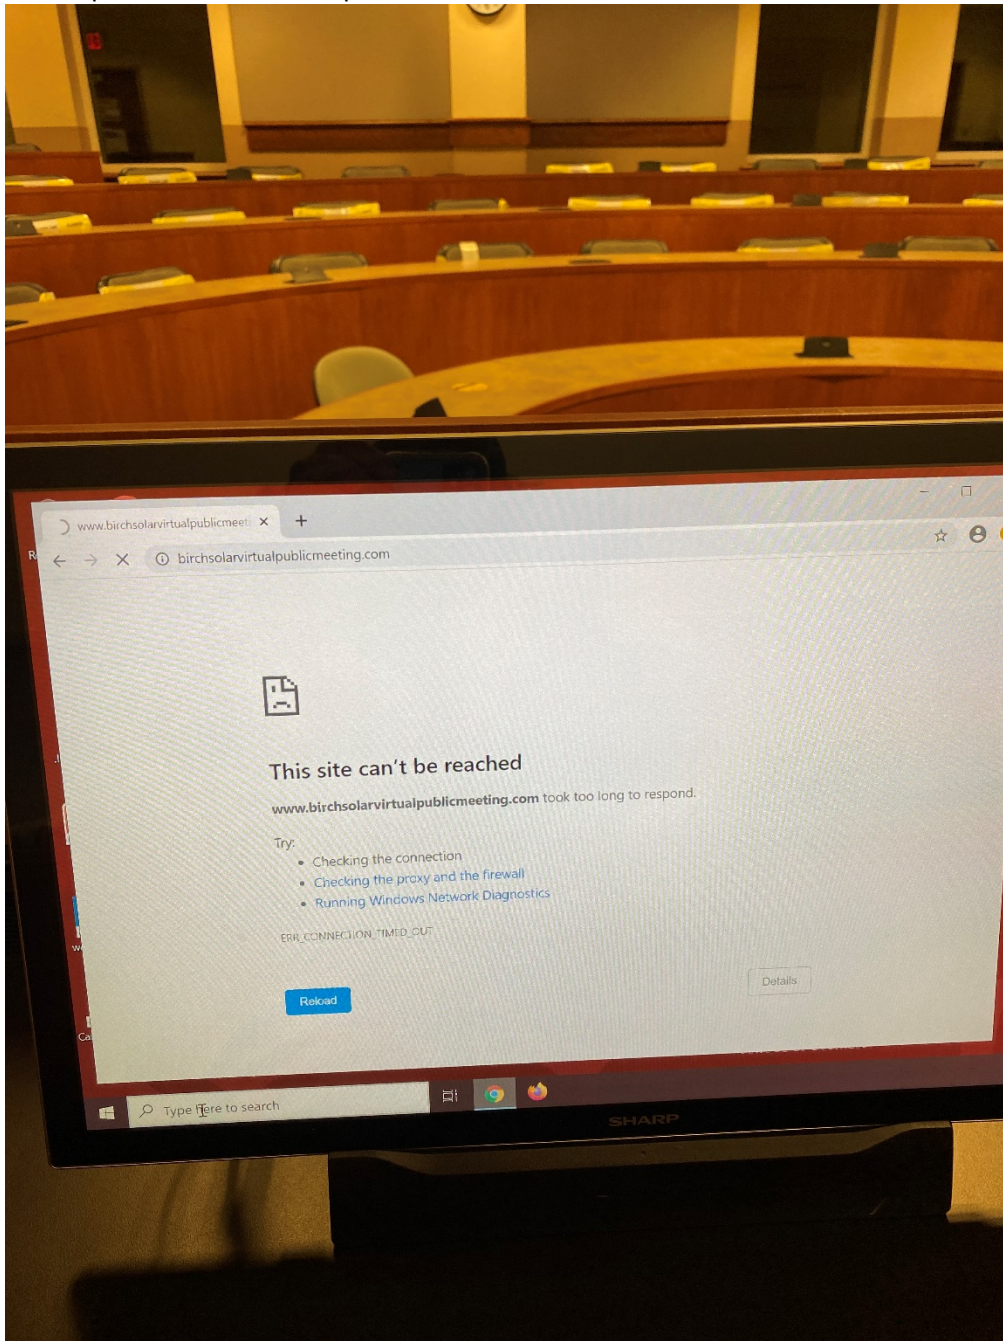 www.birchsolarvirtualpublicmeeti
birchsolarvirtualpublicmeeting.com
This site can't be reached
www.birchsolarvirtualpublicmeeting.com took too long to respond.
Try:
• Checking the connection
• Checking the proxy and the firewall
• Running Windows Network Diagnostics
ERR_CONNECTION_TIMED_OUT
Reload
Details
Type here to search
SHARP